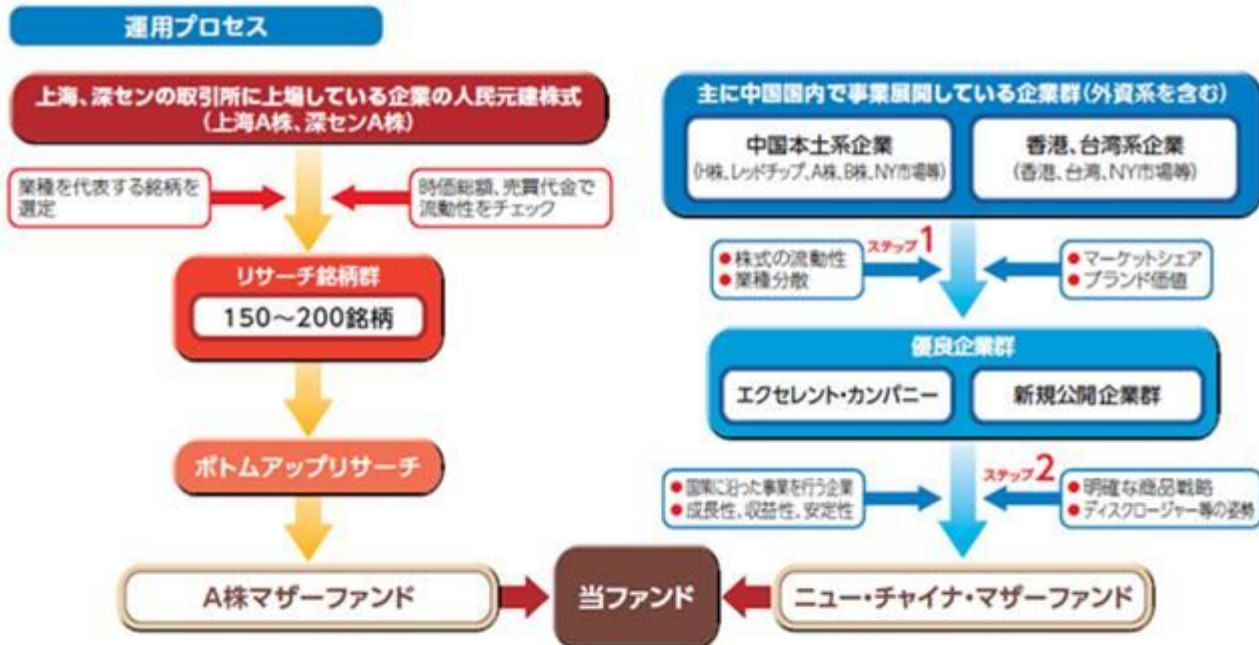 運用プロセス
上海、深センの取引所に上場している企業の人民元建株式
(上海A株、深センA株)
業種を代表する銘柄を
選定
時価総額、売買代金で
流動性をチェック
リサーチ銘柄群
150〜200銘柄
ボトムアップリサーチ
A株マザーファンド
主に中国国内で事業展開している企業群(外資系を含む)
中国本土系企業
(H株、レッドチップ、A株、B株、NY市場等)
香港、台湾系企業
(香港、台湾、NY市場等)
ステップ1
●株式の流動性
●業種分散
●マーケットシェア
●ブランド価値
優良企業群
エクセレント・カンパニー
新規公開企業群
ステップ2
●国策に沿った事業を行う企業
●成長性、収益性、安定性
●明確な商品戦略
●ディスクロージャー等の姿勢
当ファンド
ニュー・チャイナ・マザーファンド